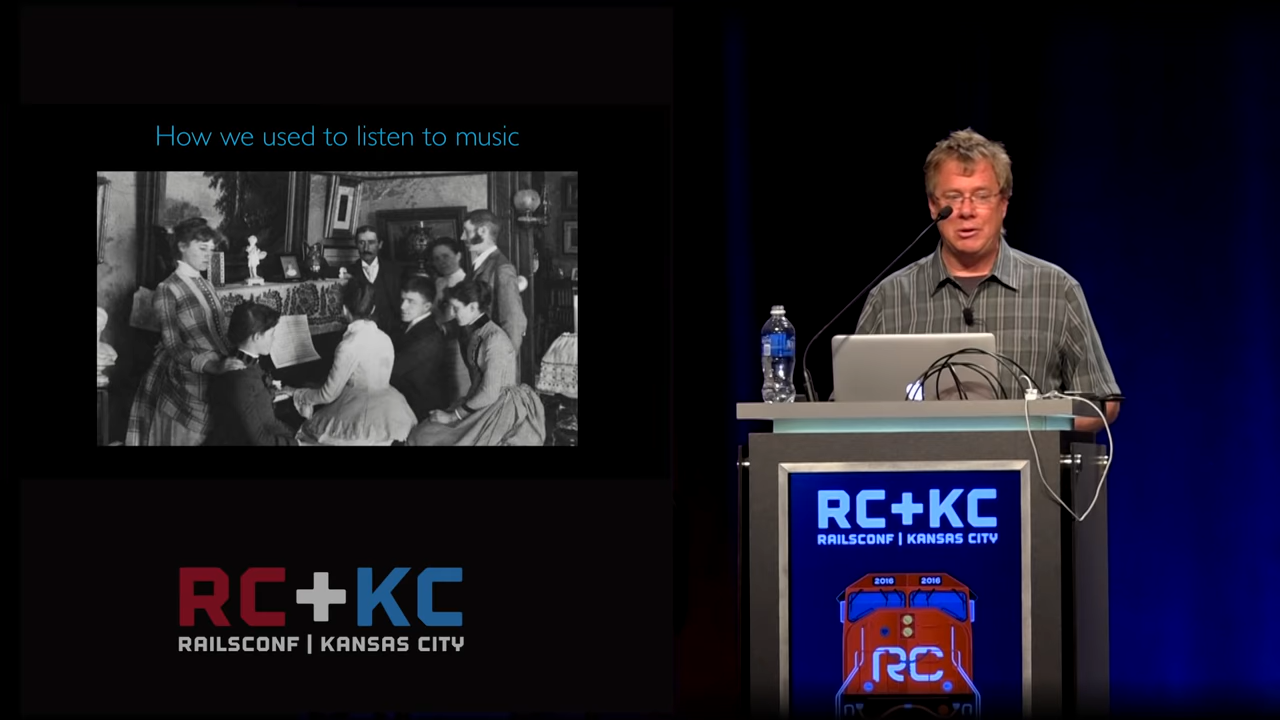 How we used to listen to music
RC+KC
RAILSCONF | KANSAS CITY
RC+KC
RAILSCONF | KANSAS CITY
2016 2016
RC